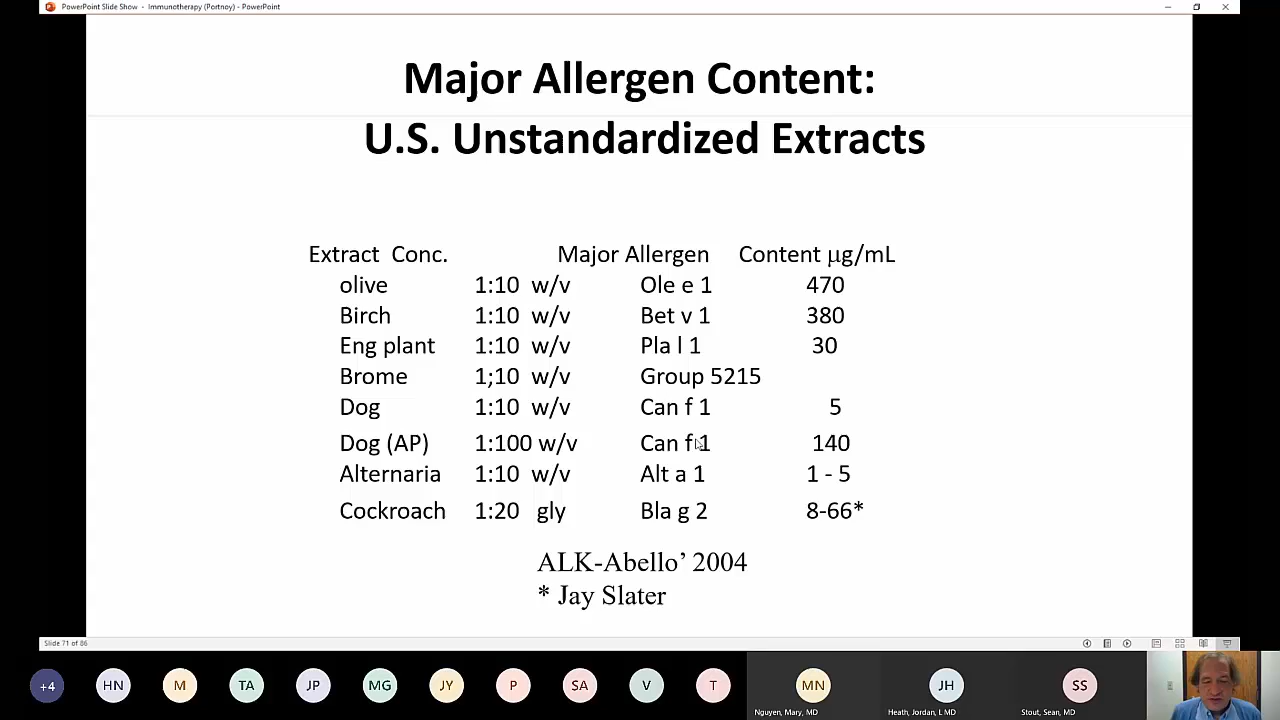 PowerPoint Slide Show - Immunotherapy (Portnoy) - PowerPoint
Major Allergen Content:
U.S. Unstandardized Extracts
Extract Conc. Major Allergen Content µg/mL
olive 1:10 w/v Ole e 1 470
Birch 1:10 w/v Bet v 1 380
Eng plant 1:10 w/v Pla l 1 30
Brome 1;10 w/v Group 5215
Dog 1:10 w/v Can f 1 5
Dog (AP) 1:100 w/v Can f 1 140
Alternaria 1:10 w/v Alt a 1 1 - 5
Cockroach 1:20 gly Bla g 2 8-66*
ALK-Abello’ 2004
* Jay Slater
Slide 71 of 86
+4 HN M TA JP MG JY P SA V T MN JH SS
Nguyen, Mary, MD Heath, Jordan, L MD Stout, Sean, MD